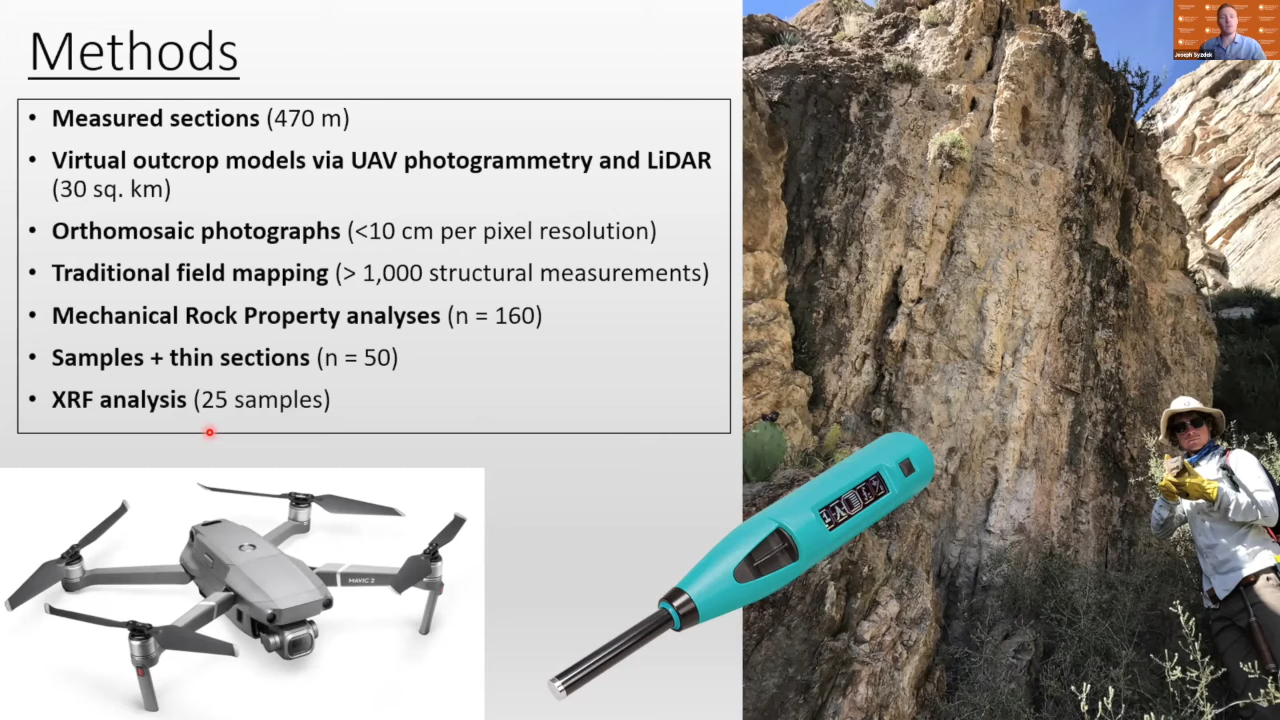 Joseph Syzdek
Methods
• Measured sections (470 m)
• Virtual outcrop models via UAV photogrammetry and LiDAR
(30 sq. km)
• Orthomosaic photographs (<10 cm per pixel resolution)
• Traditional field mapping (> 1,000 structural measurements)
• Mechanical Rock Property analyses (n = 160)
• Samples + thin sections (n = 50)
• XRF analysis (25 samples)
MAVIC 2